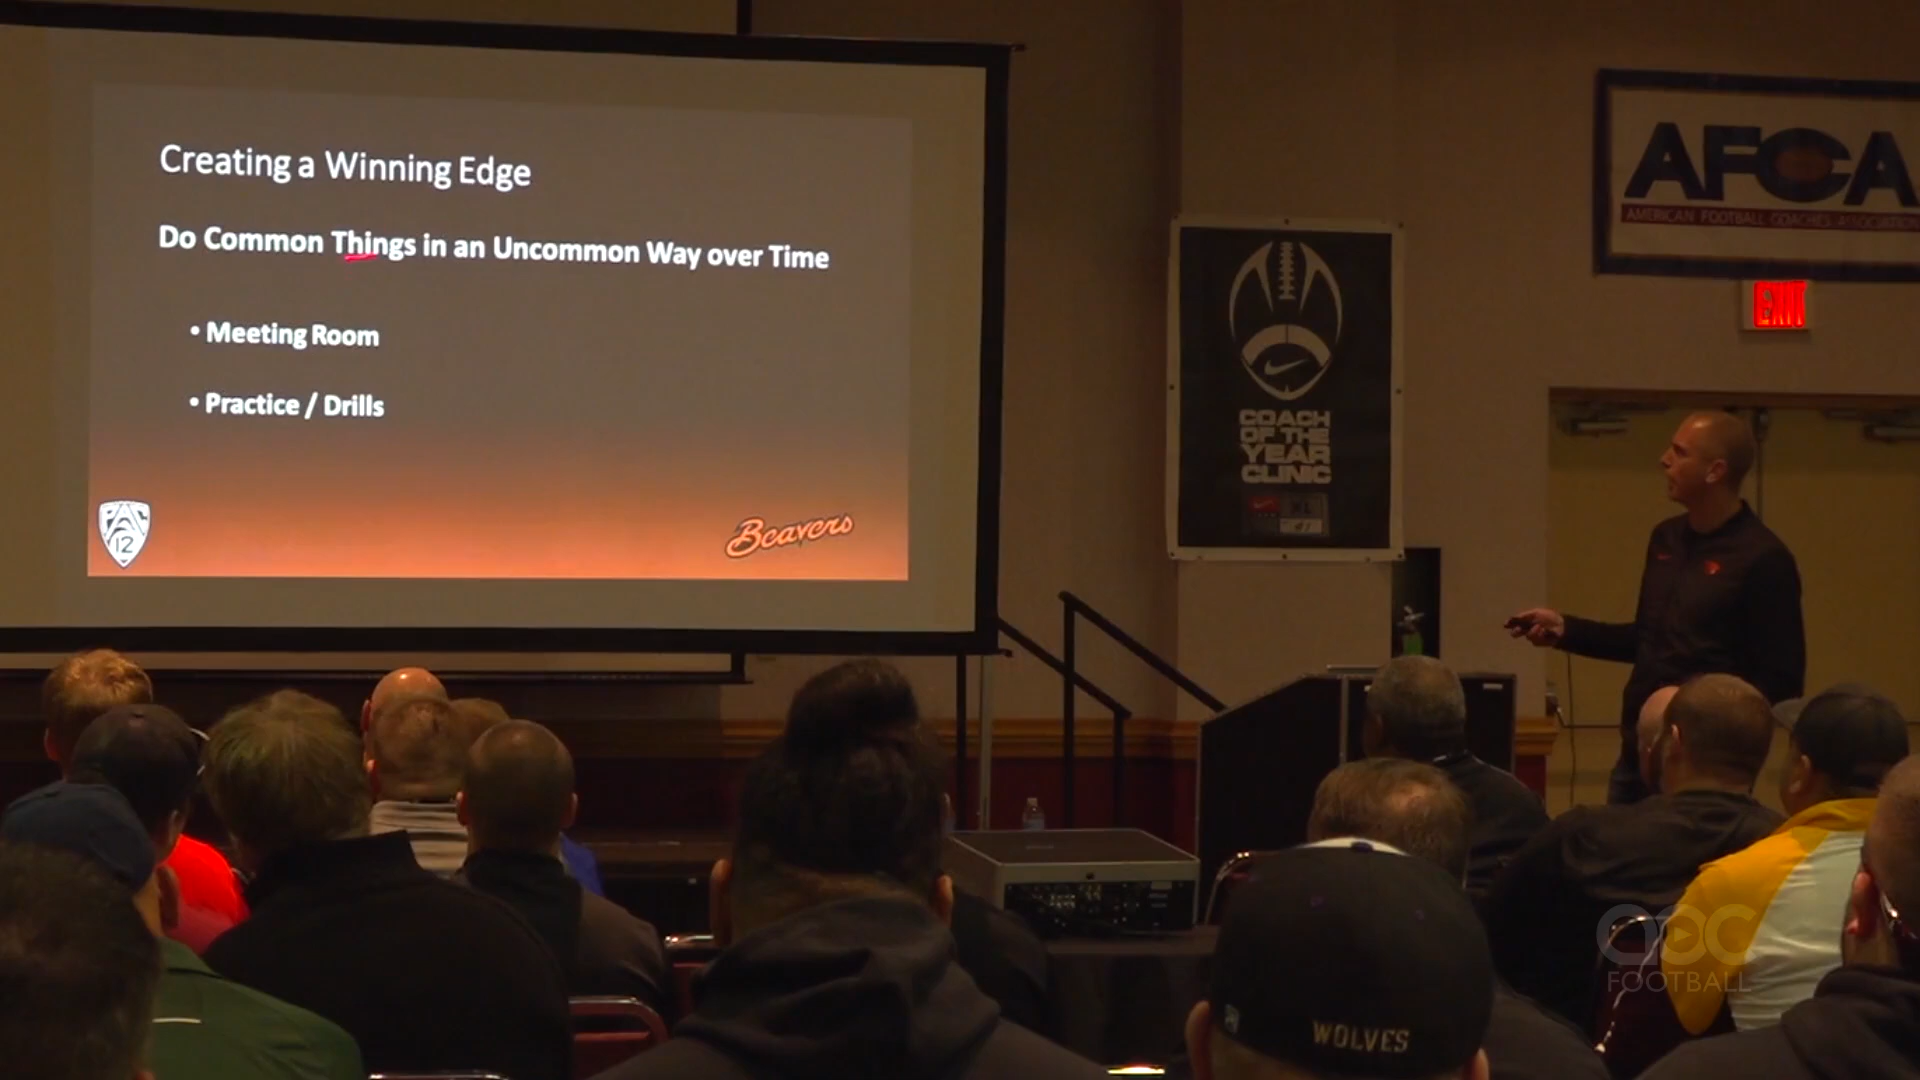 Creating a Winning Edge
Do Common Things in an Uncommon Way over Time
• Meeting Room
• Practice / Drills
PAC
12
Beavers
AFCA
AMERICAN FOOTBALL COACHES ASSOCIATION
EXIT
COACH
OF THE
YEAR
CLINIC
WOLVES
FOOTBALL